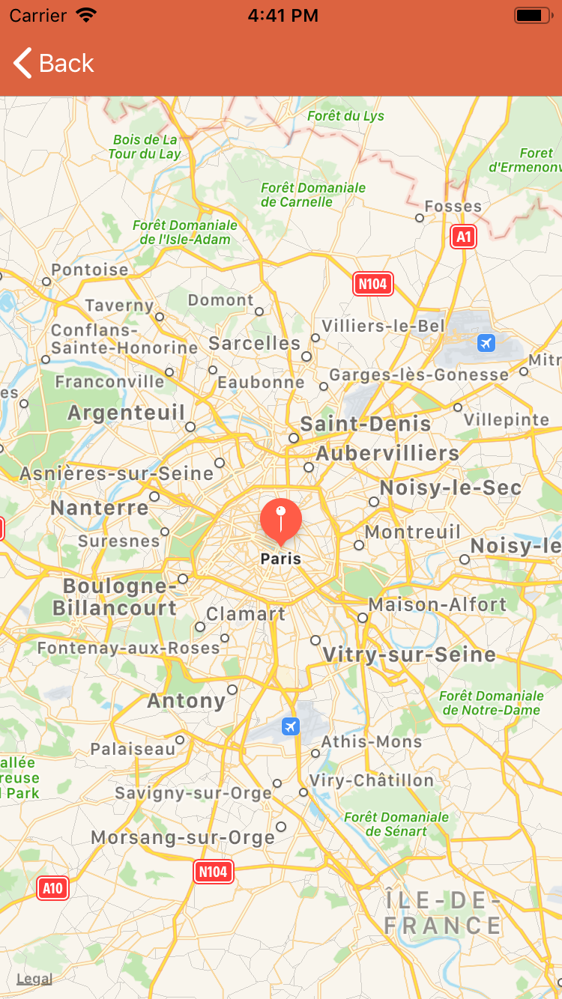 Carrier 4:41 PM
Back
Forêt du Lys
Bois de La
Tour du Lay
Foret
d'Ermenonv
Forêt Domaniale
de Carnelle
Fosses
Forêt Domaniale
de l'Isle-Adam
A1
Pontoise
N104
Domont
Taverny
Villiers-le-Bel
Conflans-
Sainte-Honorine
Sarcelles
Mitr
Garges-lès-Gonesse
Franconville
Eaubonne
es
Argenteuil
Villepinte
Saint-Denis
Aubervilliers
Asnières-sur-Seine
Noisy-le-Sec
Nanterre
Montreuil
Suresnes
Noisy-le
Paris
Boulogne-
Billancourt
Maison-Alfort
Clamart
Fontenay-aux-Roses
Vitry-sur-Seine
Antony
Forêt Domaniale
de Notre-Dame
Athis-Mons
Palaiseau
allée
reuse
l Park
Viry-Châtillon
Savigny-sur-Orge
Forêt Domaniale
de Sénart
Morsang-sur-Orge
N104
A10
ÎLE-DE-
FRANCE
Legal